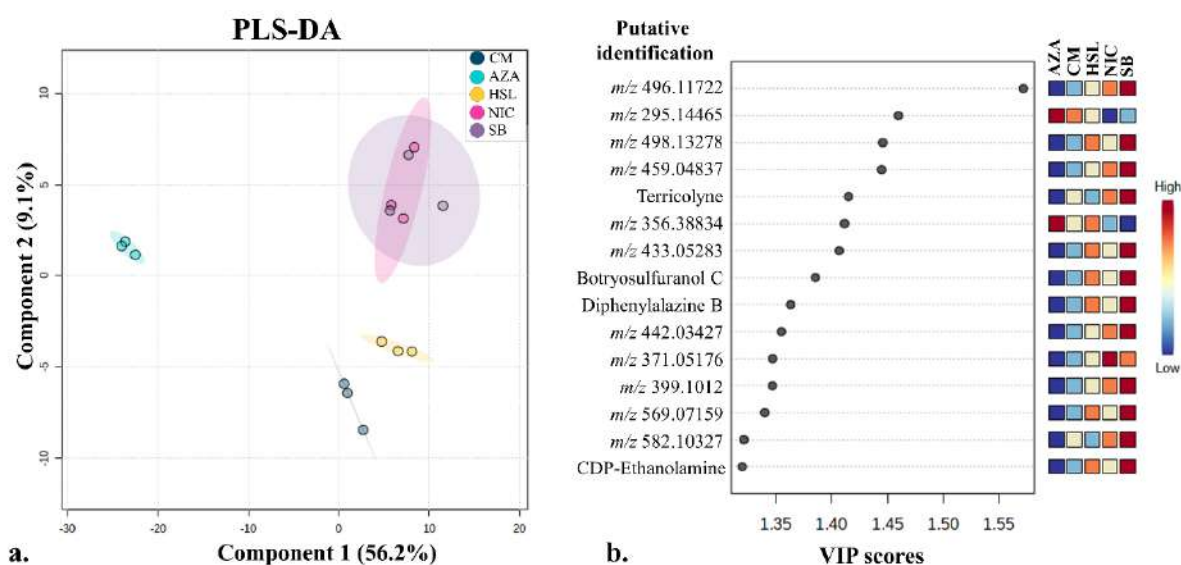 PLS-DA
CM
AZA
HSL
NIC
SB
10
5
0
-5
-10
-30
-20
-10
0
10
20
Component 2 (9.1%)
Component 1 (56.2%)
a.
Putative
identification
AZA
CM
HSL
NIC
SB
m/z 496.11722
m/z 295.14465
m/z 498.13278
m/z 459.04837
Terricolyne
m/z 356.38834
m/z 433.05283
Botryosulfuranol C
Diphenylalazine B
m/z 442.03427
m/z 371.05176
m/z 399.1012
m/z 569.07159
m/z 582.10327
CDP-Ethanolamine
High
Low
1.35
1.40
1.45
1.50
1.55
VIP scores
b.